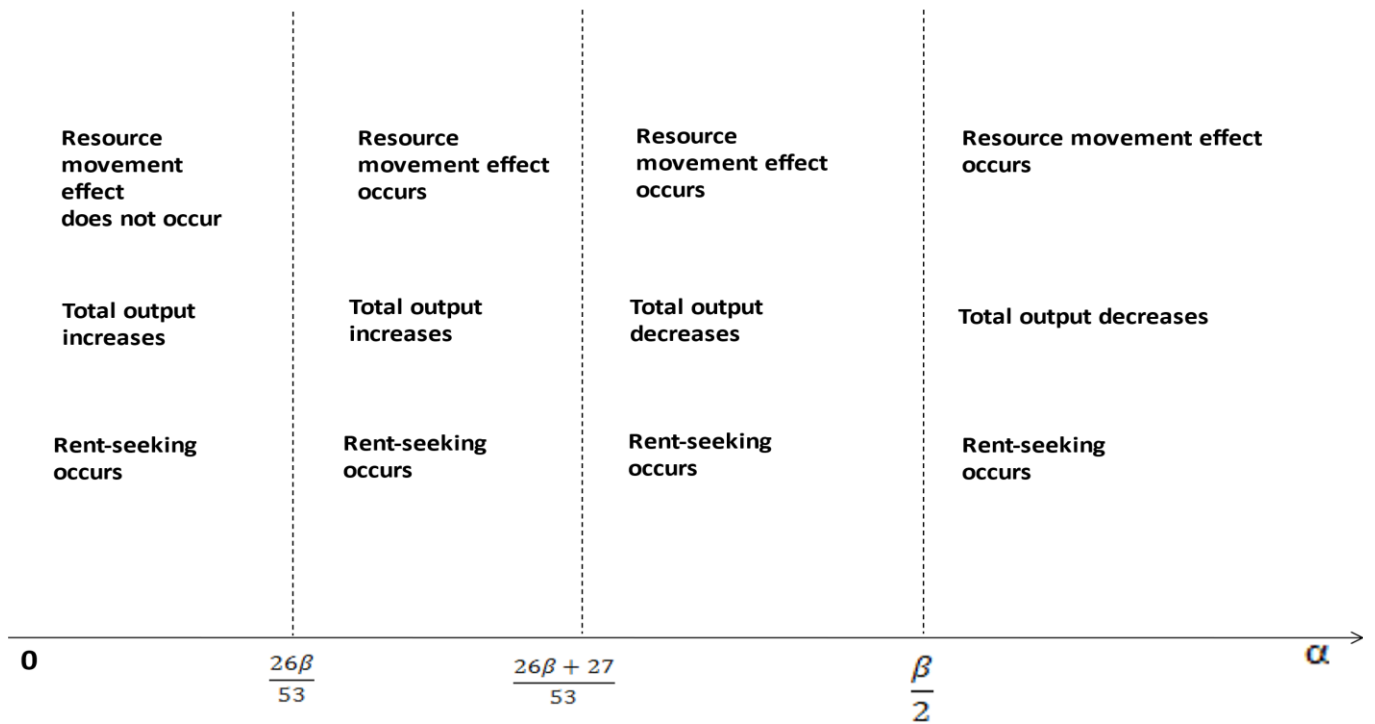 Resource
movement
effect
does not occur
Resource
movement effect
occurs
Resource
movement effect
occurs
Resource movement effect
occurs
Total output
increases
Total output
increases
Total output
decreases
Total output decreases
Rent-seeking
occurs
Rent-seeking
occurs
Rent-seeking
occurs
Rent-seeking
occurs
0
26β
53
26β + 27
53
β
2
α